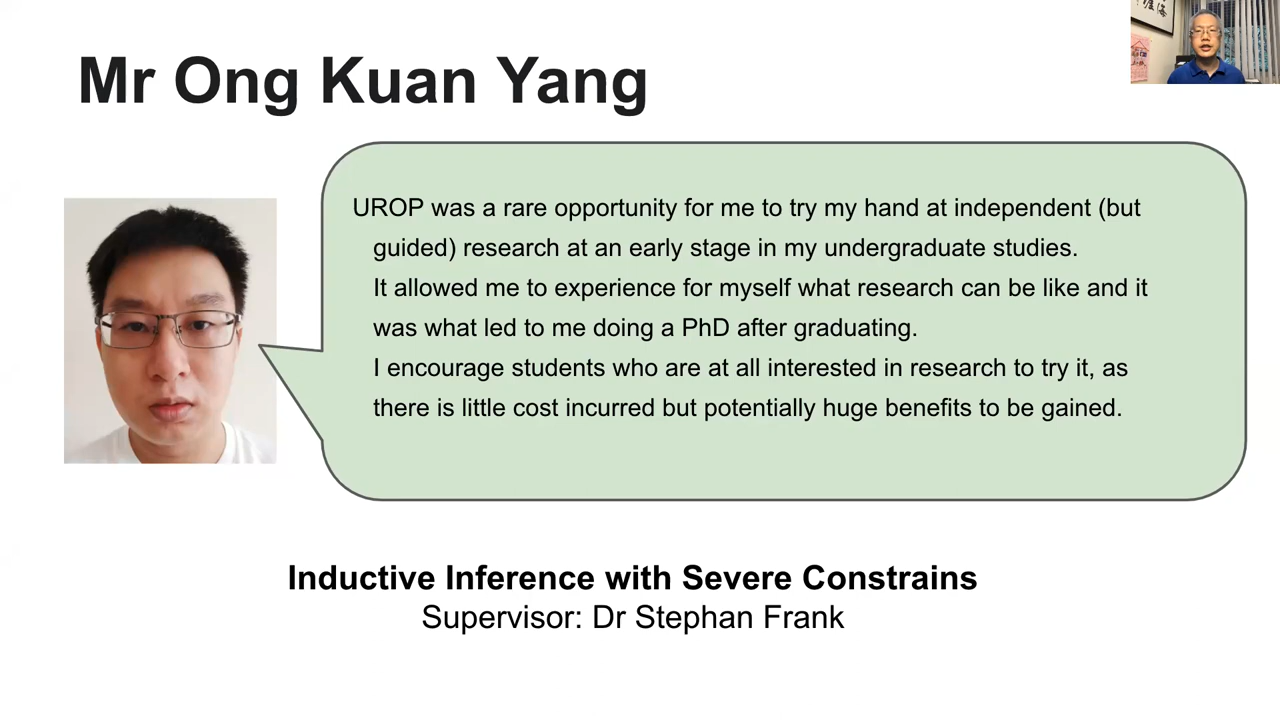 Mr Ong Kuan Yang
UROP was a rare opportunity for me to try my hand at independent (but
guided) research at an early stage in my undergraduate studies.
It allowed me to experience for myself what research can be like and it
was what led to me doing a PhD after graduating.
I encourage students who are at all interested in research to try it, as
there is little cost incurred but potentially huge benefits to be gained.
Inductive Inference with Severe Constrains
Supervisor: Dr Stephan Frank